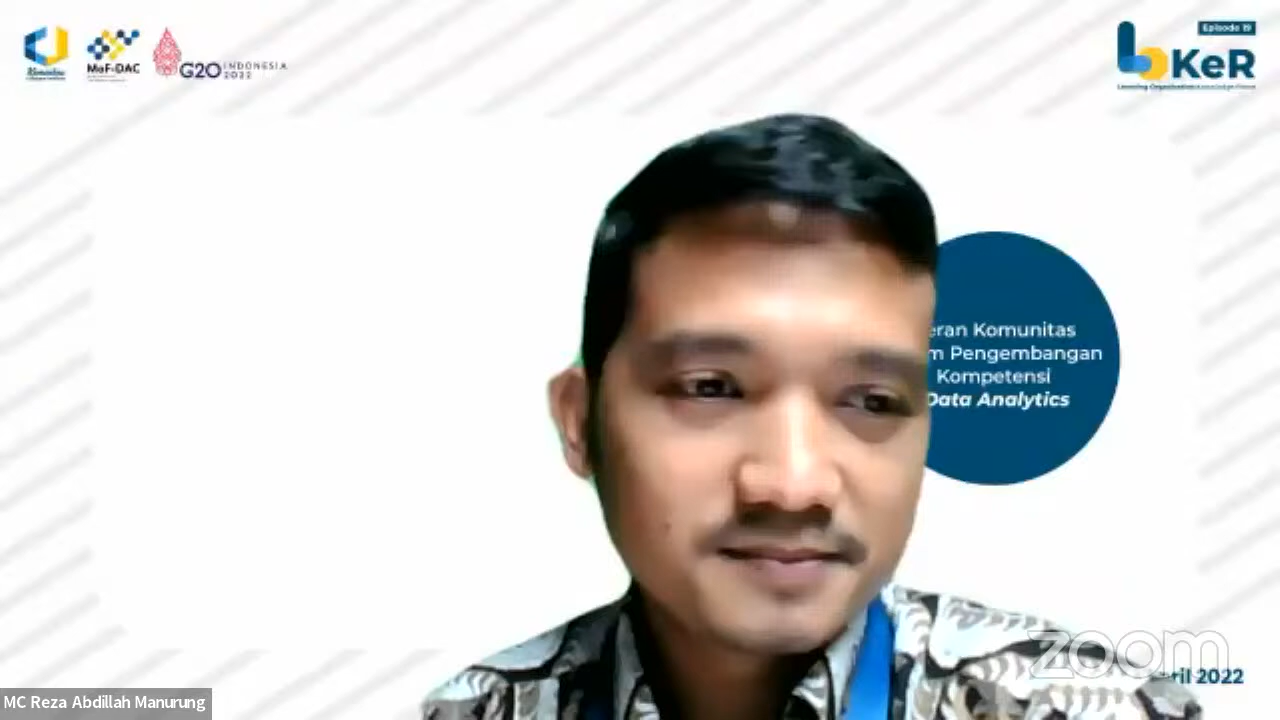 MoF-DAC
G20 INDONESIA
2022
Episode 19
LOKeR
eran Komunitas
m Pengembangan
Kompetensi
Data Analytics
zoom
ril 2022
MC Reza Abdillah Manurung